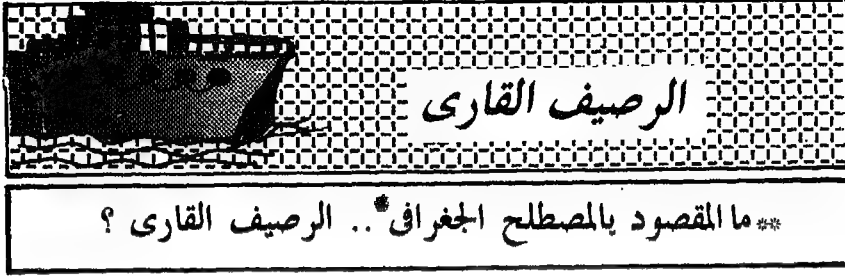 الرصيف القارى
** ما المقصود بالمصطلح الجغرافى* .. الرصيف القارى ؟